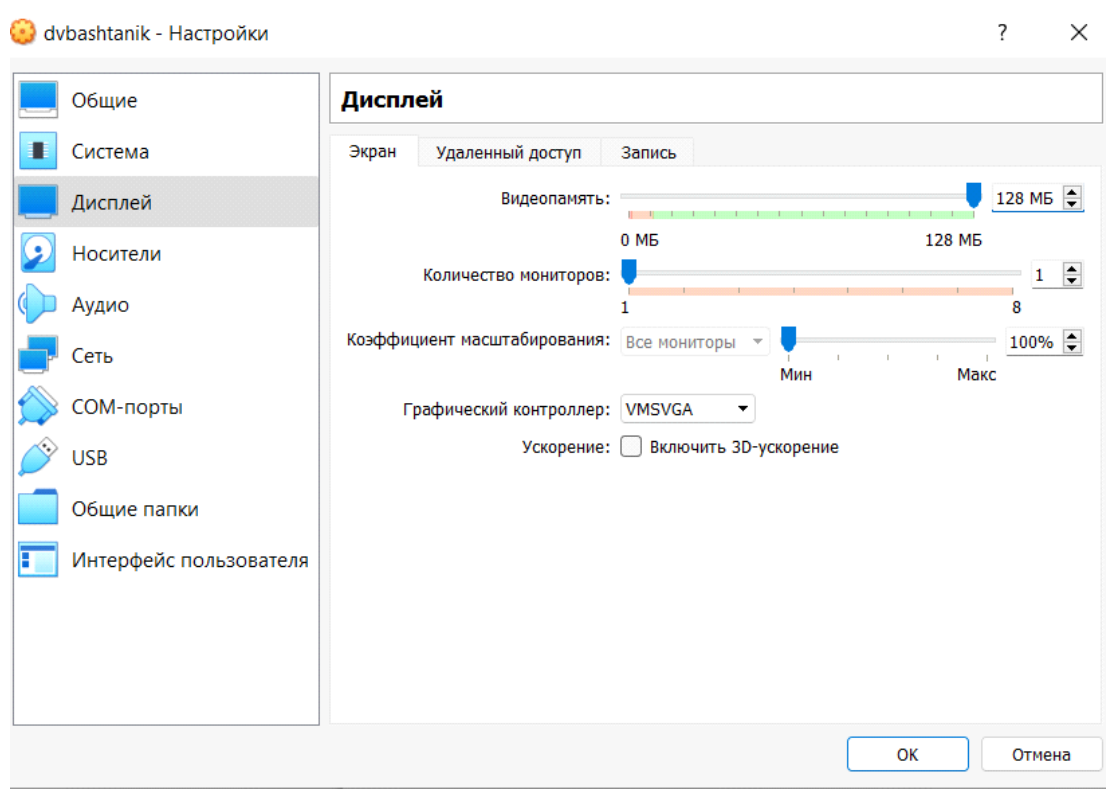 dvbashtanik - Настройки
?
Общие
Система
Дисплей
Носители
Аудио
Сеть
COM-порты
USB
Общие папки
Интерфейс пользователя
Дисплей
Экран Удаленный доступ Запись
Видеопамять: 128 МБ
0 МБ 128 МБ
Количество мониторов: 1
1 8
Коэффициент масштабирования: Все мониторы 100%
Мин Макс
Графический контроллер: VMSVGA
Ускорение: Включить 3D-ускорение
OK Отмена